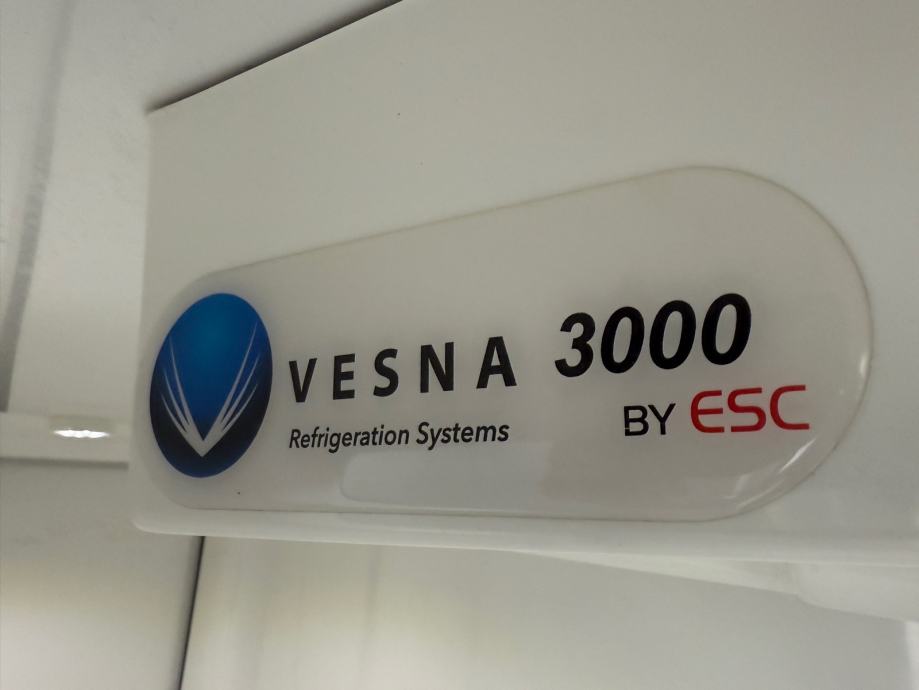 VESNA 3000
Refrigeration Systems
BY ESC